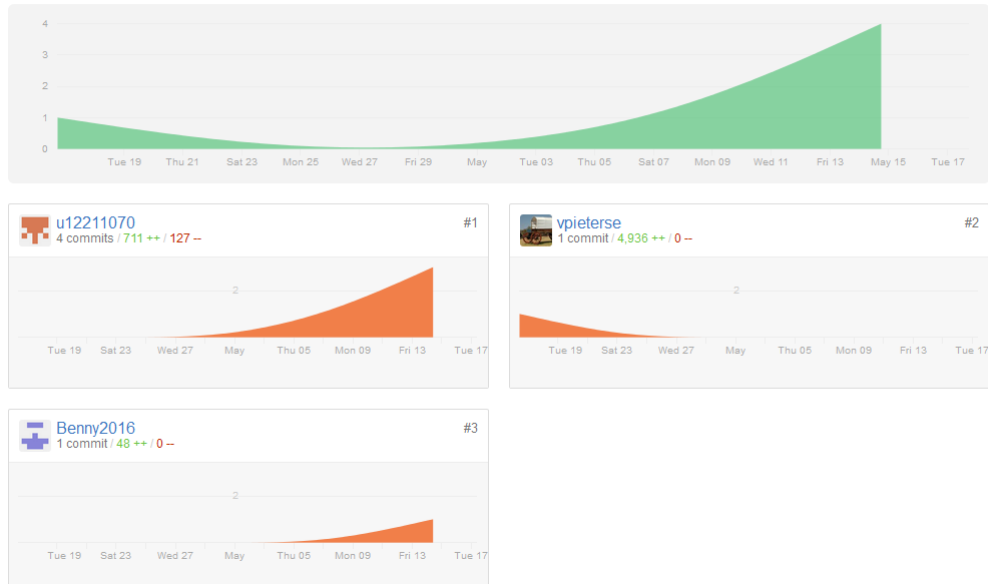 4
3
2
1
0
Tue 19 Thu 21 Sat 23 Mon 25 Wed 27 Fri 29 May Tue 03 Thu 05 Sat 07 Mon 09 Wed 11 Fri 13 May 15 Tue 17
u12211070 #1
4 commits / 711 ++ / 127 --
2
Tue 19 Sat 23 Wed 27 May Thu 05 Mon 09 Fri 13 Tue 17
vpieterse #2
1 commit / 4,936 ++ / 0 --
2
Tue 19 Sat 23 Wed 27 May Thu 05 Mon 09 Fri 13 Tue 17
Benny2016 #3
1 commit / 48 ++ / 0 --
2
Tue 19 Sat 23 Wed 27 May Thu 05 Mon 09 Fri 13 Tue 17